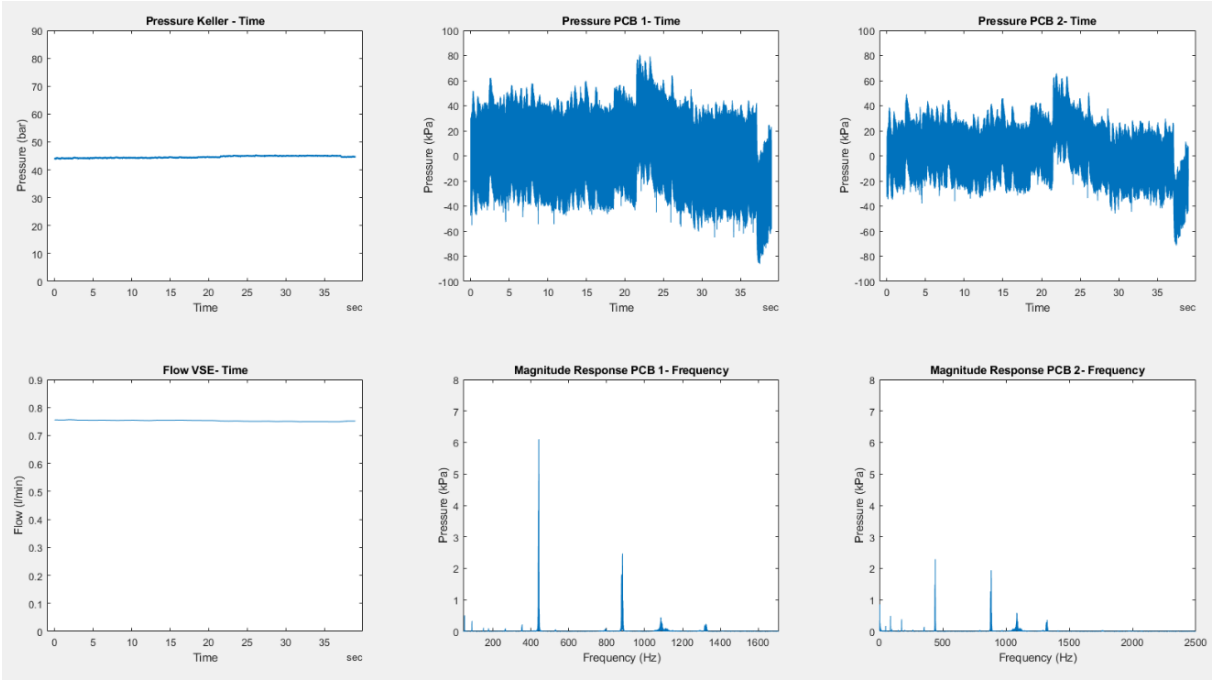 Pressure Keller - Time
90
80
70
60
50
40
30
20
10
0
Pressure (bar)
0 5 10 15 20 25 30 35
Time
sec
Pressure PCB 1- Time
100
80
60
40
20
0
-20
-40
-60
-80
-100
Pressure (kPa)
0 5 10 15 20 25 30 35
Time
sec
Pressure PCB 2- Time
100
80
60
40
20
0
-20
-40
-60
-80
-100
Pressure (kPa)
0 5 10 15 20 25 30 35
Time
sec
Flow VSE- Time
0.9
0.8
0.7
0.6
0.5
0.4
0.3
0.2
0.1
0
Flow (l/min)
0 5 10 15 20 25 30 35
Time
sec
Magnitude Response PCB 1- Frequency
8
7
6
5
4
3
2
1
0
Pressure (kPa)
200 400 600 800 1000 1200 1400 1600
Frequency (Hz)
Magnitude Response PCB 2- Frequency
8
7
6
5
4
3
2
1
0
Pressure (kPa)
0 500 1000 1500 2000 2500
Frequency (Hz)